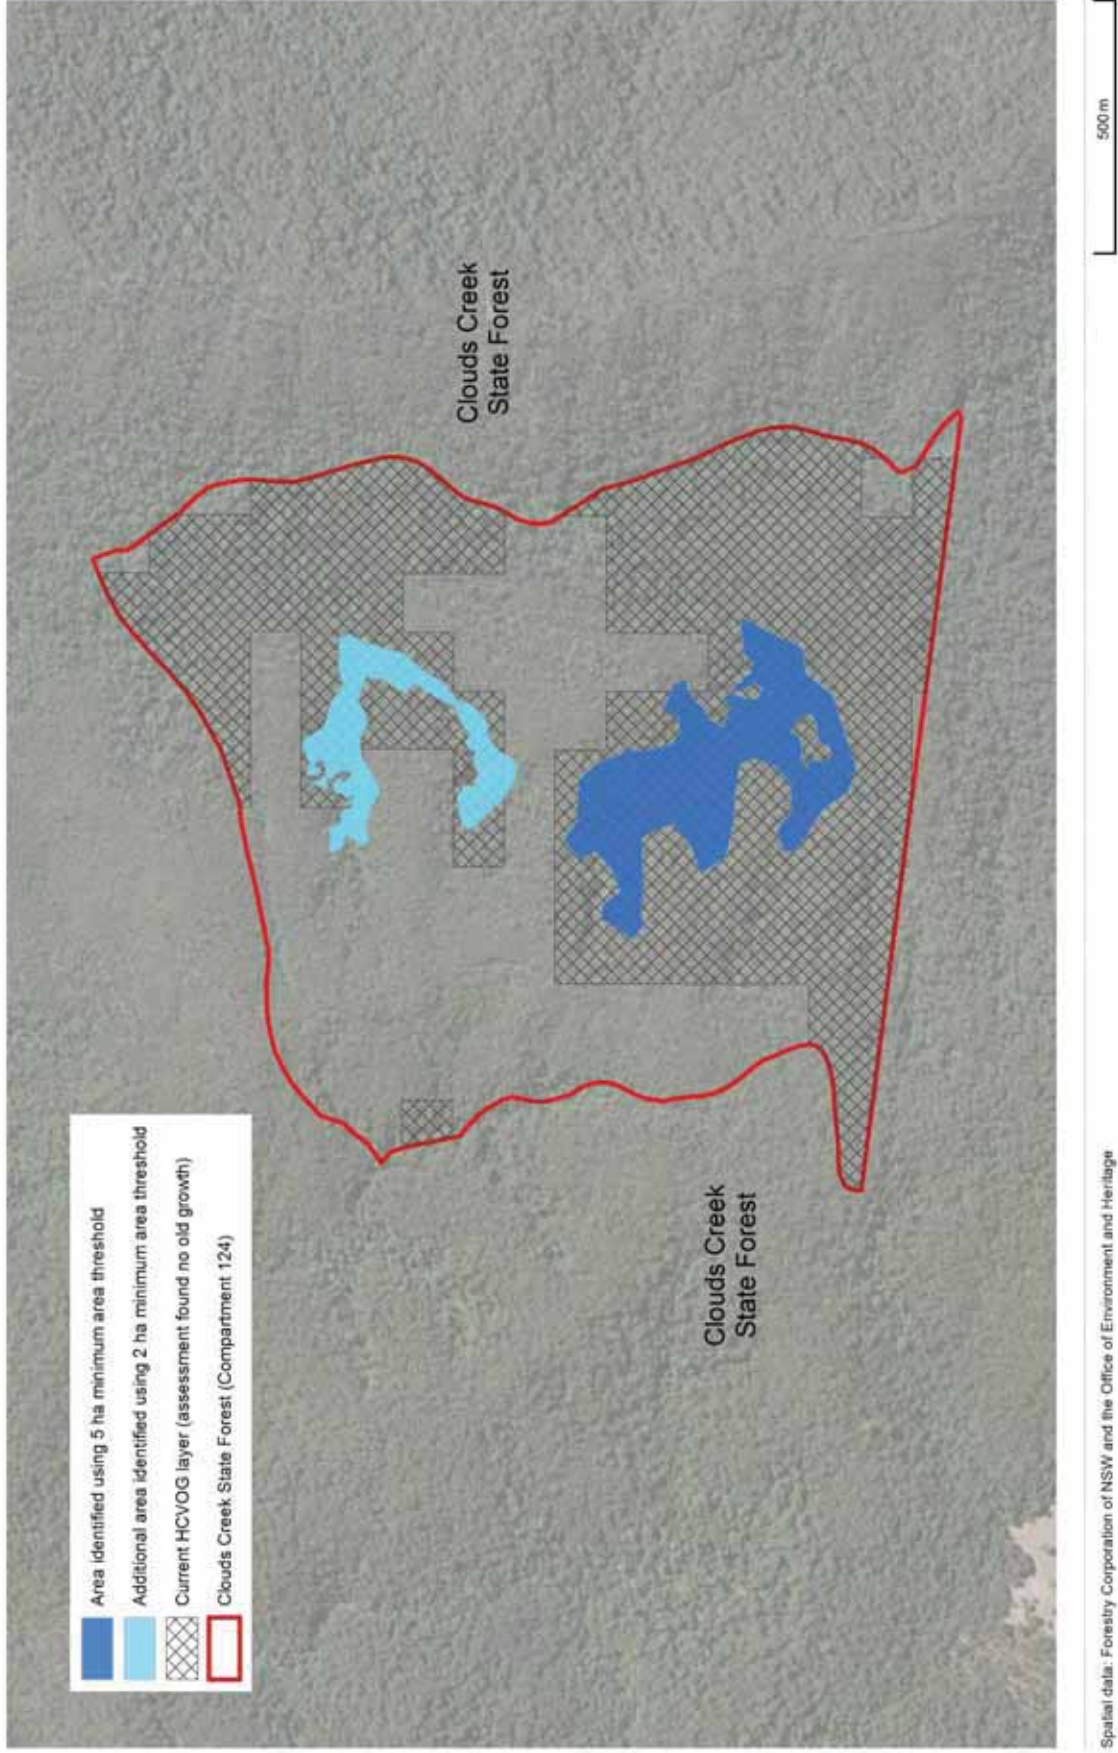 Area identified using 5 ha minimum area threshold
Additional area identified using 2 ha minimum area threshold
Current HCVOG layer (assessment found no old growth)
Clouds Creek State Forest (Compartment 124)
Clouds Creek
State Forest
Clouds Creek
State Forest
Spatial data: Forestry Corporation of NSW and the Office of Environment and Heritage
500 m